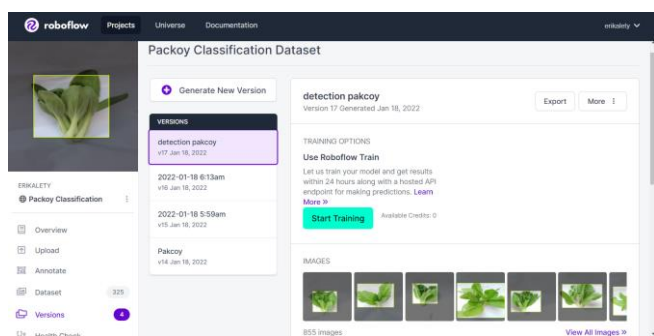 roboflow
Projects
Universe
Documentation
erikalety
Packoy Classification Dataset
Generate New Version
VERSIONS
detection pakcoy
v17 Jan 18, 2022
2022-01-18 6:13am
v16 Jan 18, 2022
2022-01-18 5:59am
v15 Jan 18, 2022
Pakcoy
v14 Jan 18, 2022
detection pakcoy
Version 17 Generated Jan 18, 2022
Export
More
TRAINING OPTIONS
Use Roboflow Train
Let us train your model and get results
within 24 hours along with a hosted API
endpoint for making predictions. Learn
More »
Start Training
Available Credits: 0
IMAGES
855 images
View All Images »
ERIKALETY
Packoy Classification
Overview
Upload
Annotate
Dataset
325
Versions
4
Health Check